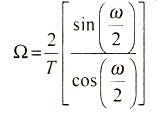 Ω = 2/T [ sin(ω/2) / cos(ω/2) ]